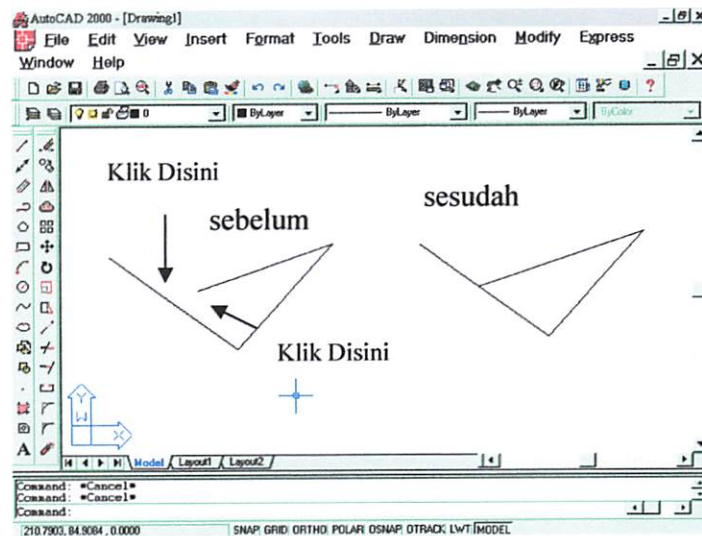 AutoCAD 2000 - [Drawing1]
File Edit View Insert Format Tools Draw Dimension Modify Express
Window Help
0 ByLayer ByLayer ByLayer ByColor
Klik Disini
sebelum
sesudah
Klik Disini
Y
W
X
A
Model Layout1 Layout2
Command: *Cancel*
Command: *Cancel*
Command:
210.7903, 84.9084 , 0.0000 SNAP GRID ORTHO POLAR OSNAP OTRACK LWT MODEL